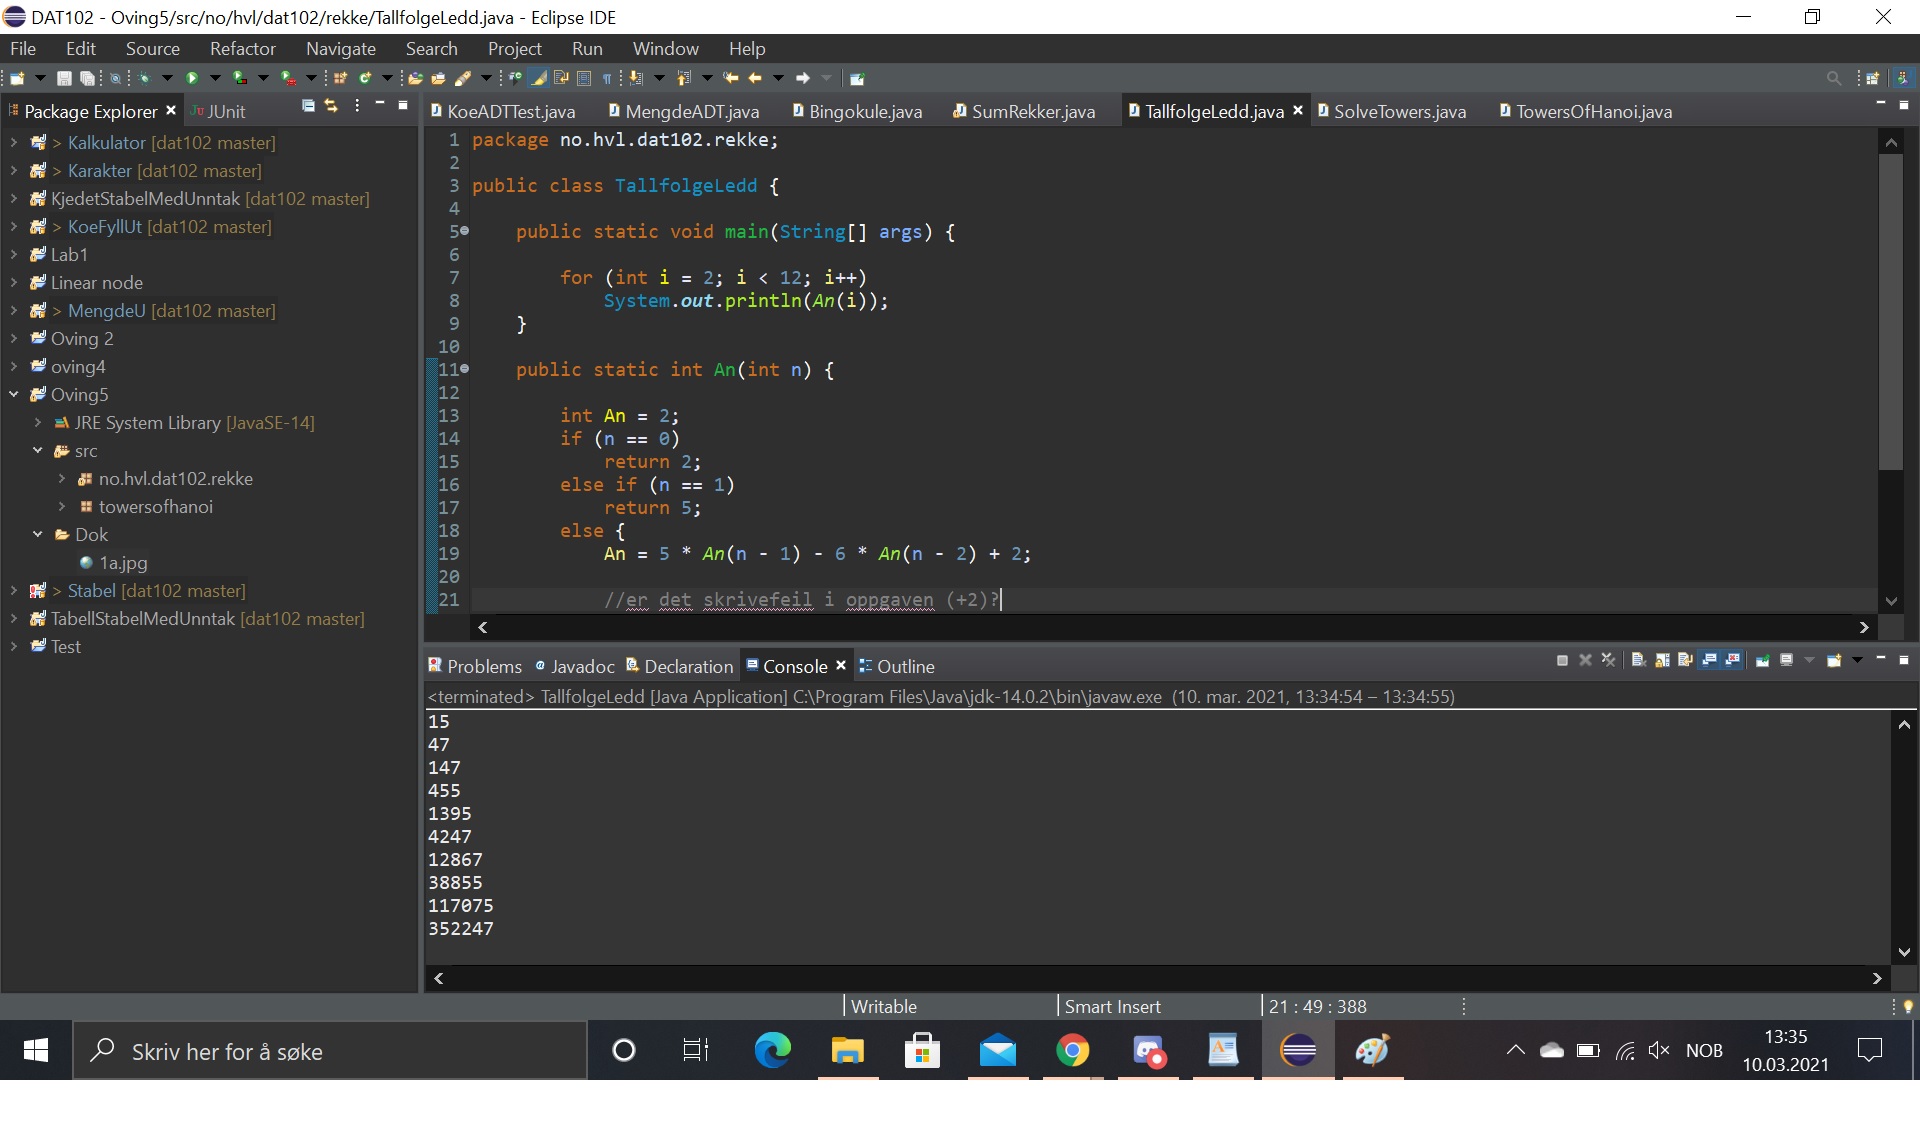 DAT102 - Oving5/src/no/hvl/dat102/rekke/TallfolgeLedd.java - Eclipse IDE
File Edit Source Refactor Navigate Search Project Run Window Help
Package Explorer JUnit
> Kalkulator [dat102 master]
> Karakter [dat102 master]
KjedetStabelMedUnntak [dat102 master]
> KoeFyllUt [dat102 master]
Lab1
Linear node
> MengdeU [dat102 master]
Oving 2
oving4
Oving5
JRE System Library [JavaSE-14]
src
no.hvl.dat102.rekke
towersofhanoi
Dok
1a.jpg
> Stabel [dat102 master]
TabellStabelMedUnntak [dat102 master]
Test
KoeADTTest.java MengdeADT.java Bingokule.java SumRekker.java TallfolgeLedd.java SolveTowers.java TowersOfHanoi.java
1 package no.hvl.dat102.rekke;
2
3 public class TallfolgeLedd {
4
5 public static void main(String[] args) {
6
7 for (int i = 2; i < 12; i++)
8 System.out.println(An(i));
9 }
10
11 public static int An(int n) {
12
13 int An = 2;
14 if (n == 0)
15 return 2;
16 else if (n == 1)
17 return 5;
18 else {
19 An = 5 * An(n - 1) - 6 * An(n - 2) + 2;
20
21 //er det skrivefeil i oppgaven (+2)?
Problems Javadoc Declaration Console Outline
<terminated> TallfolgeLedd [Java Application] C:\Program Files\Java\jdk-14.0.2\bin\javaw.exe (10. mar. 2021, 13:34:54 – 13:34:55)
15
47
147
455
1395
4247
12867
38855
117075
352247
Writable Smart Insert 21 : 49 : 388
Skriv her for å søke
NOB
13:35
10.03.2021